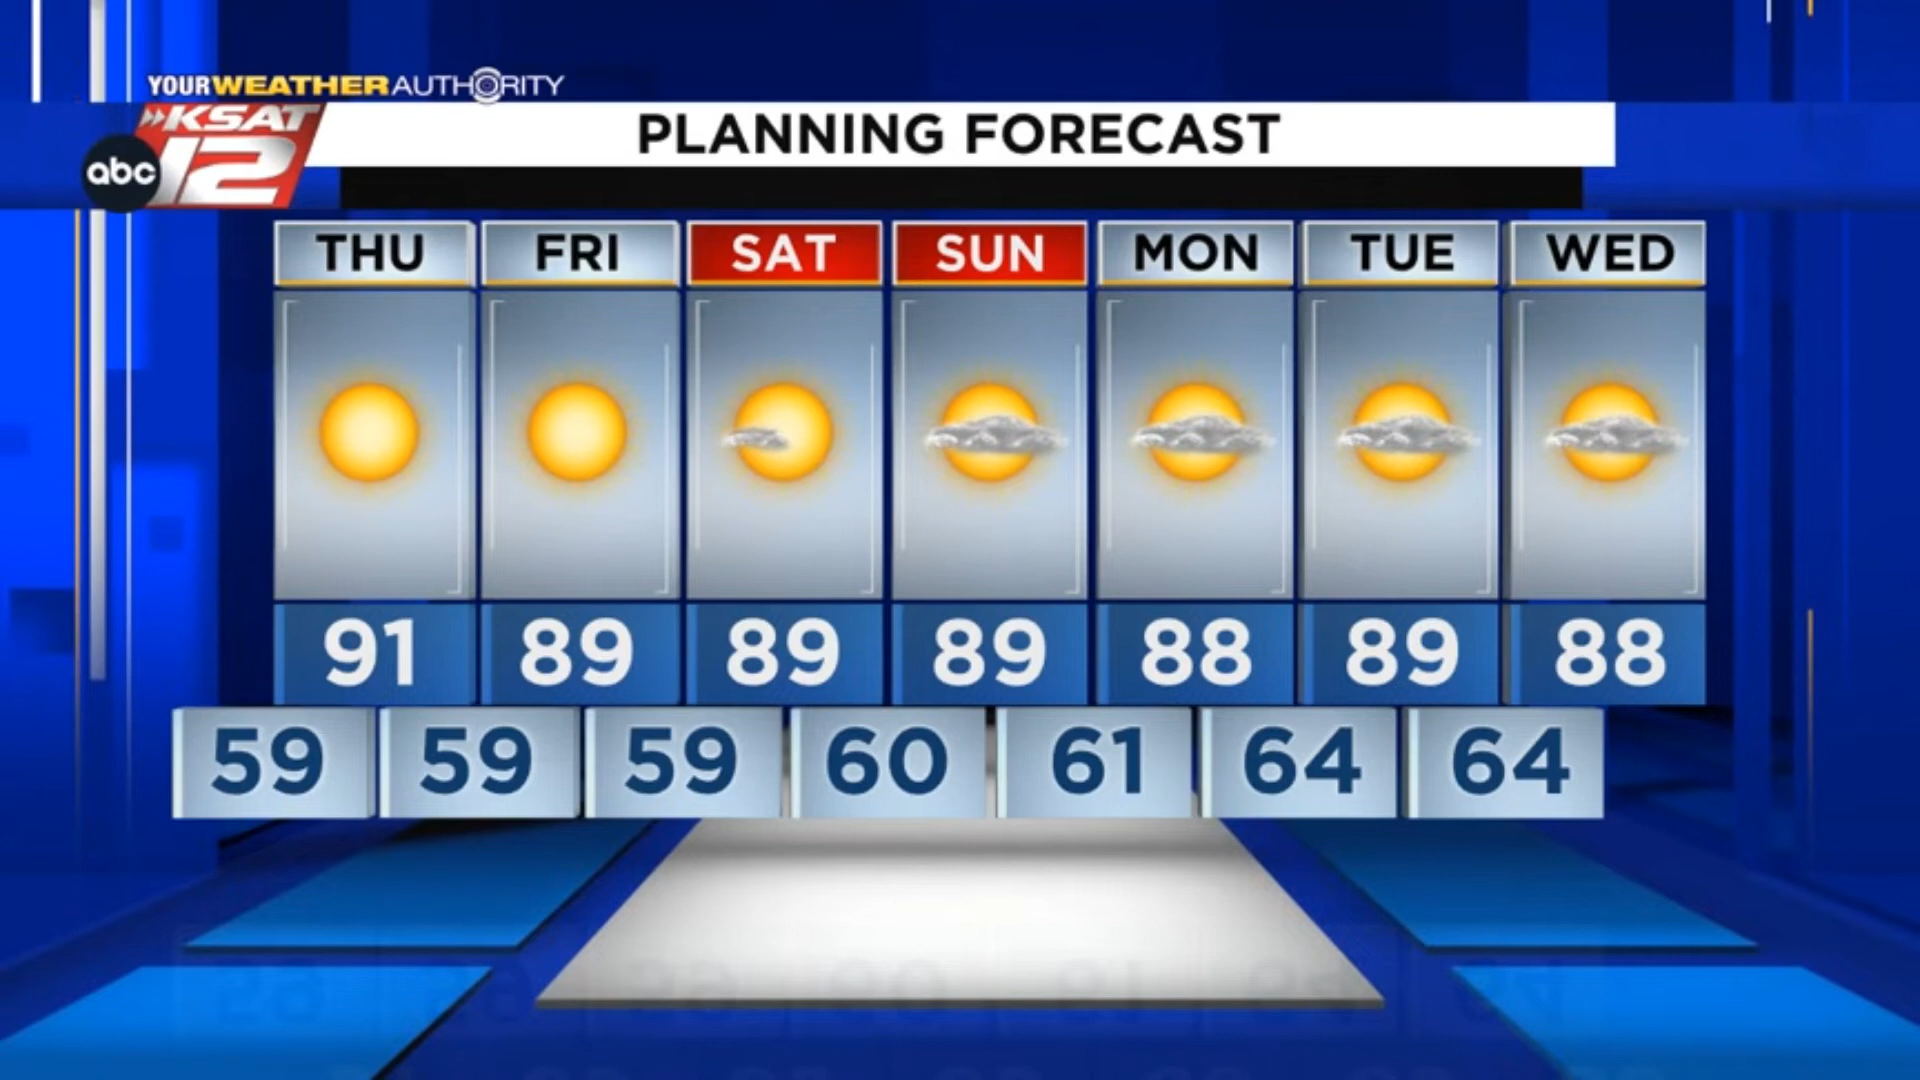 YOURWEATHERAUTHORITY
KSAT
abc 12
PLANNING FORECAST
THU FRI SAT SUN MON TUE WED
91 89 89 89 88 89 88
59 59 59 60 61 64 64